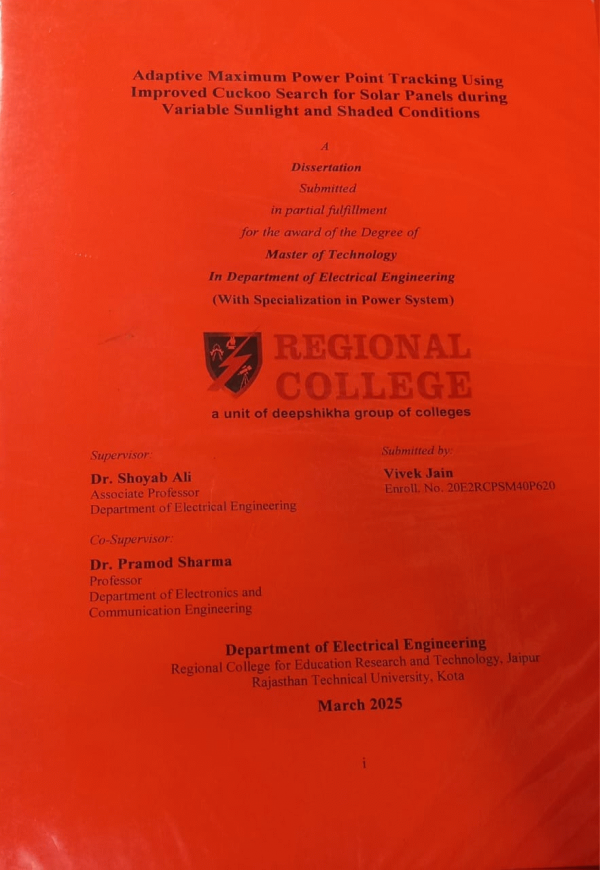 Adaptive Maximum Power Point Tracking Using
Improved Cuckoo Search for Solar Panels during
Variable Sunlight and Shaded Conditions
A
Dissertation
Submitted
in partial fulfillment
for the award of the Degree of
Master of Technology
In Department of Electrical Engineering
(With Specialization in Power System)
REGIONAL
COLLEGE
a unit of deepshikha group of colleges
Supervisor:
Dr. Shoyab Ali
Associate Professor
Department of Electrical Engineering
Co-Supervisor:
Dr. Pramod Sharma
Professor
Department of Electronics and
Communication Engineering
Submitted by:
Vivek Jain
Enroll. No. 20E2RCPSM40P620
Department of Electrical Engineering
Regional College for Education Research and Technology, Jaipur
Rajasthan Technical University, Kota
March 2025
i